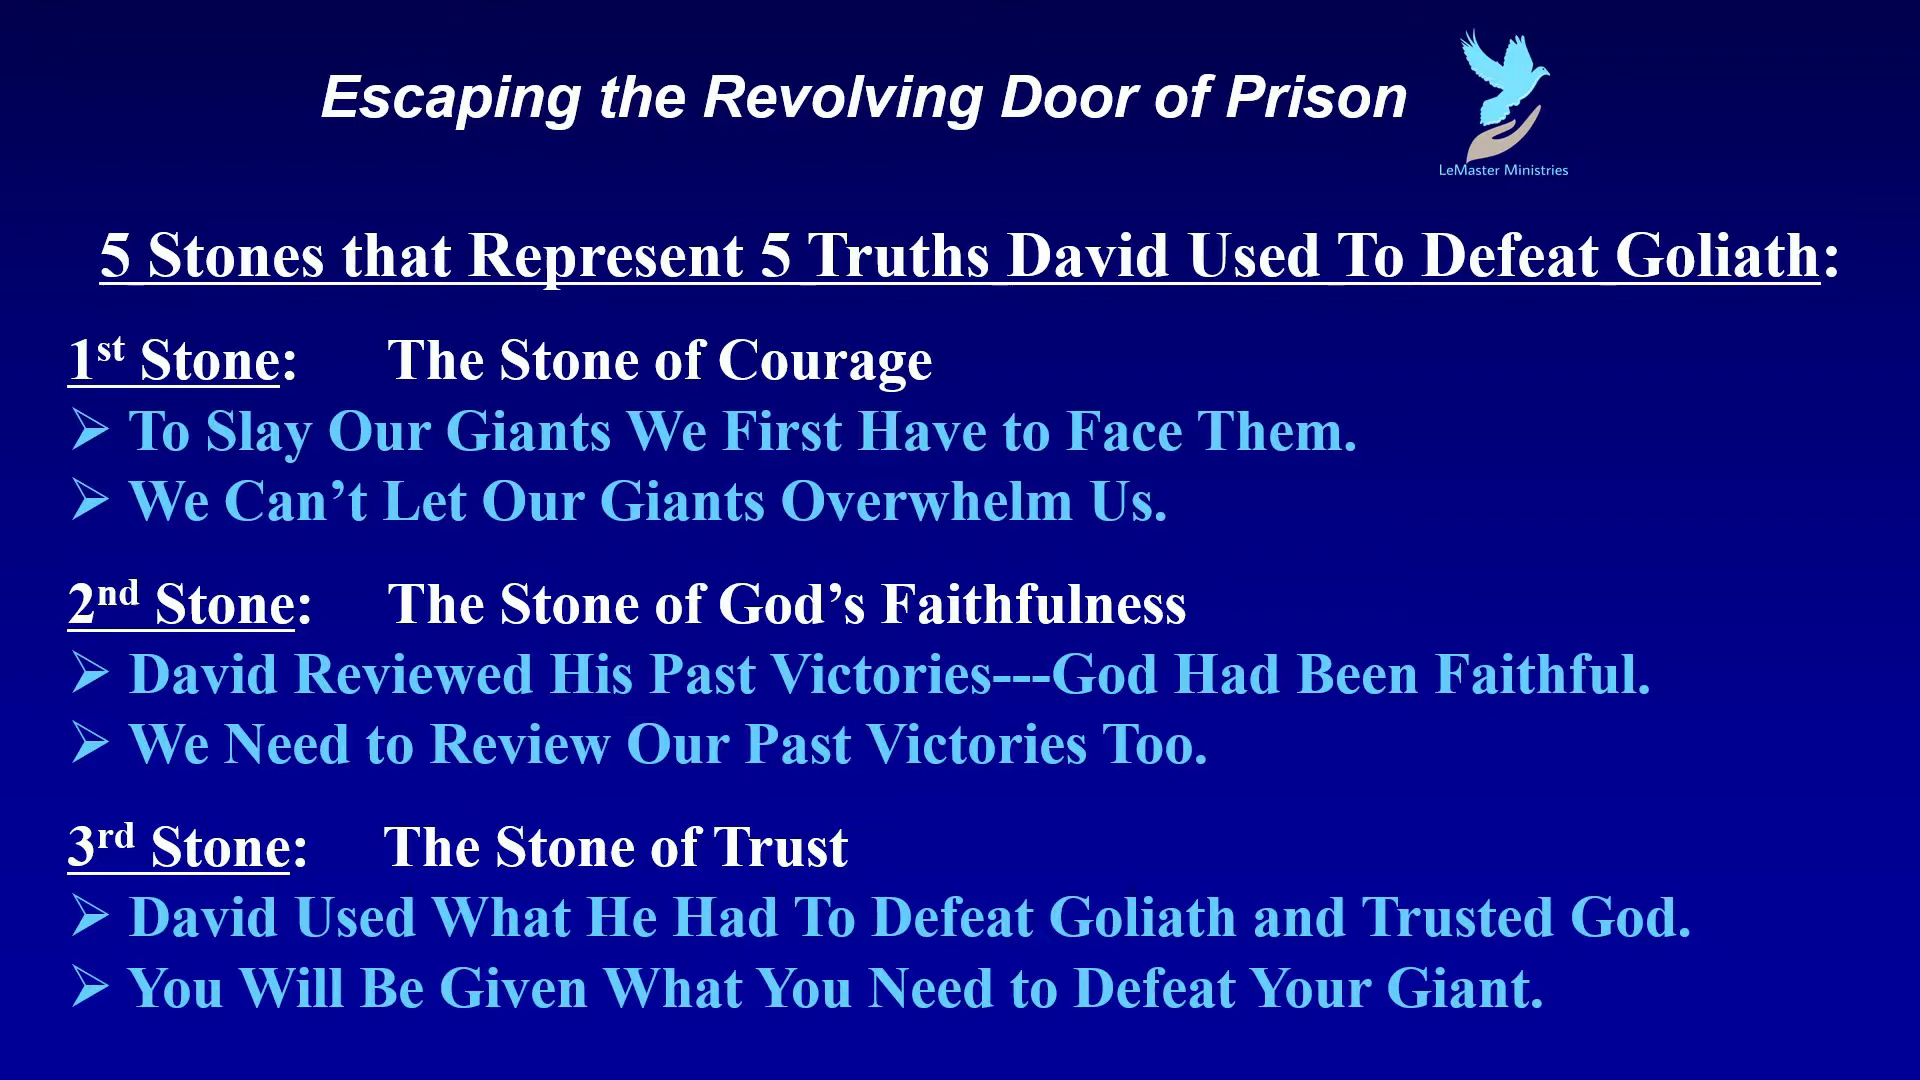 Escaping the Revolving Door of Prison
LeMaster Ministries
5 Stones that Represent 5 Truths David Used To Defeat Goliath:
1st Stone: The Stone of Courage
➢ To Slay Our Giants We First Have to Face Them.
➢ We Can’t Let Our Giants Overwhelm Us.
2nd Stone: The Stone of God’s Faithfulness
➢ David Reviewed His Past Victories---God Had Been Faithful.
➢ We Need to Review Our Past Victories Too.
3rd Stone: The Stone of Trust
➢ David Used What He Had To Defeat Goliath and Trusted God.
➢ You Will Be Given What You Need to Defeat Your Giant.